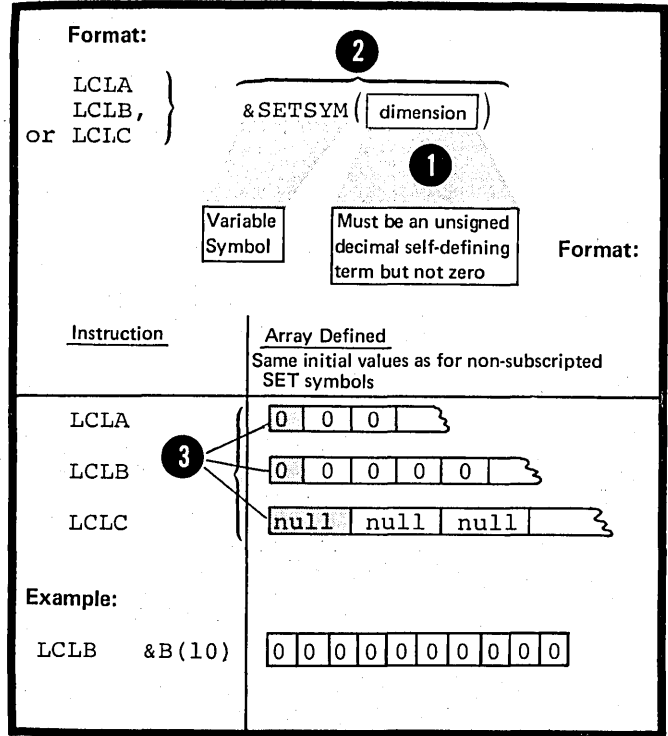 Format:
2
LCLA
LCLB,
or LCLC
&SETSYM( dimension )
1
Variable
Symbol
Must be an unsigned
decimal self-defining
term but not zero
Format:
Instruction
Array Defined
Same initial values as for non-subscripted
SET symbols
3
LCLA
0 0 0
LCLB
0 0 0 0 0
LCLC
null null null
Example:
LCLB &B(10)
0 0 0 0 0 0 0 0 0 0